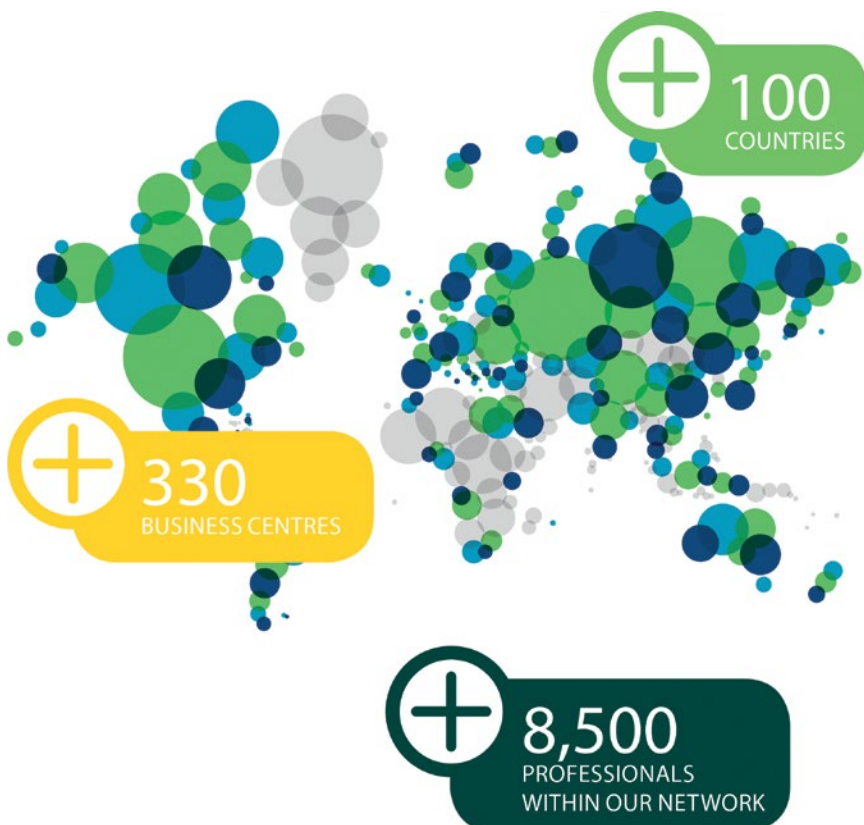 100
COUNTRIES
330
BUSINESS CENTRES
8,500
PROFESSIONALS
WITHIN OUR NETWORK